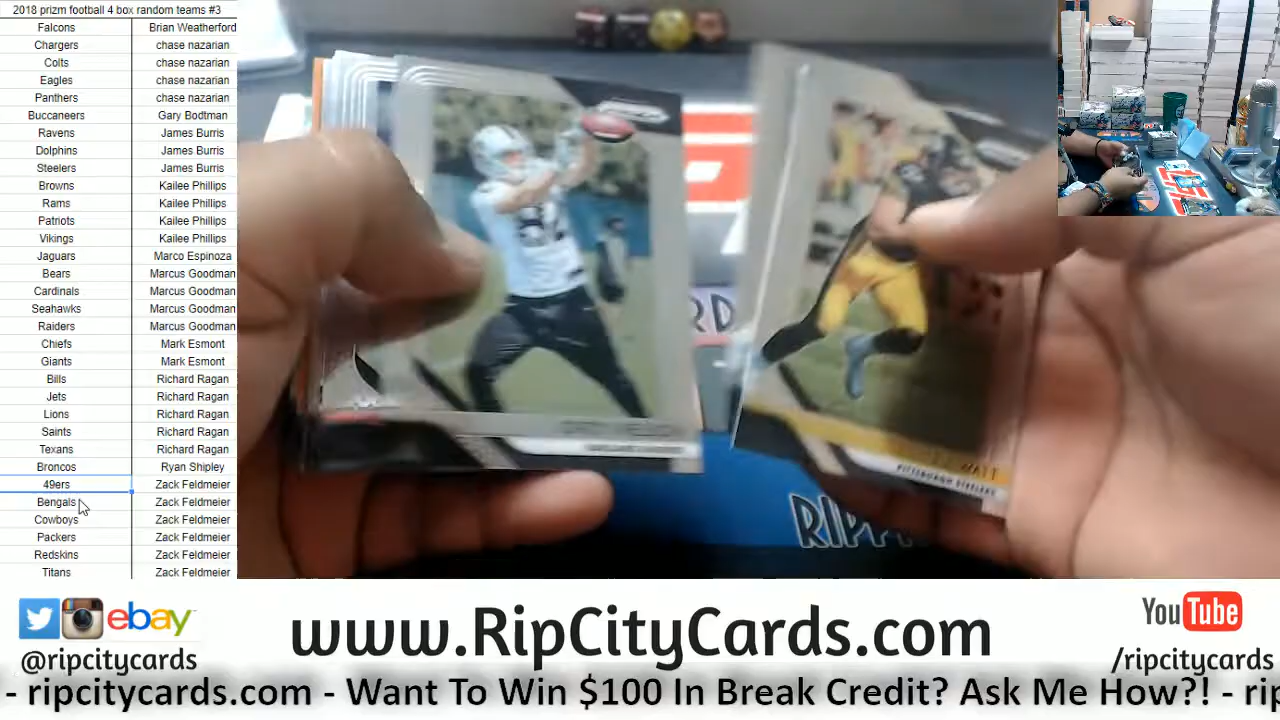 2018 prizm football 4 box random teams #3
Falcons Brian Weatherford
Chargers chase nazarian
Colts chase nazarian
Eagles chase nazarian
Panthers chase nazarian
Buccaneers Gary Bodtman
Ravens James Burris
Dolphins James Burris
Steelers James Burris
Browns Kailee Phillips
Rams Kailee Phillips
Patriots Kailee Phillips
Vikings Kailee Phillips
Jaguars Marco Espinoza
Bears Marcus Goodman
Cardinals Marcus Goodman
Seahawks Marcus Goodman
Raiders Marcus Goodman
Chiefs Mark Esmont
Giants Mark Esmont
Bills Richard Ragan
Jets Richard Ragan
Lions Richard Ragan
Saints Richard Ragan
Texans Richard Ragan
Broncos Ryan Shipley
49ers Zack Feldmeier
Bengals Zack Feldmeier
Cowboys Zack Feldmeier
Packers Zack Feldmeier
Redskins Zack Feldmeier
Titans Zack Feldmeier
WATT
PITTSBURGH STEELERS
ebay
@ripcitycards
www.RipCityCards.com
YouTube
/ripcitycards
- ripcitycards.com - Want To Win $100 In Break Credit? Ask Me How?! - rip